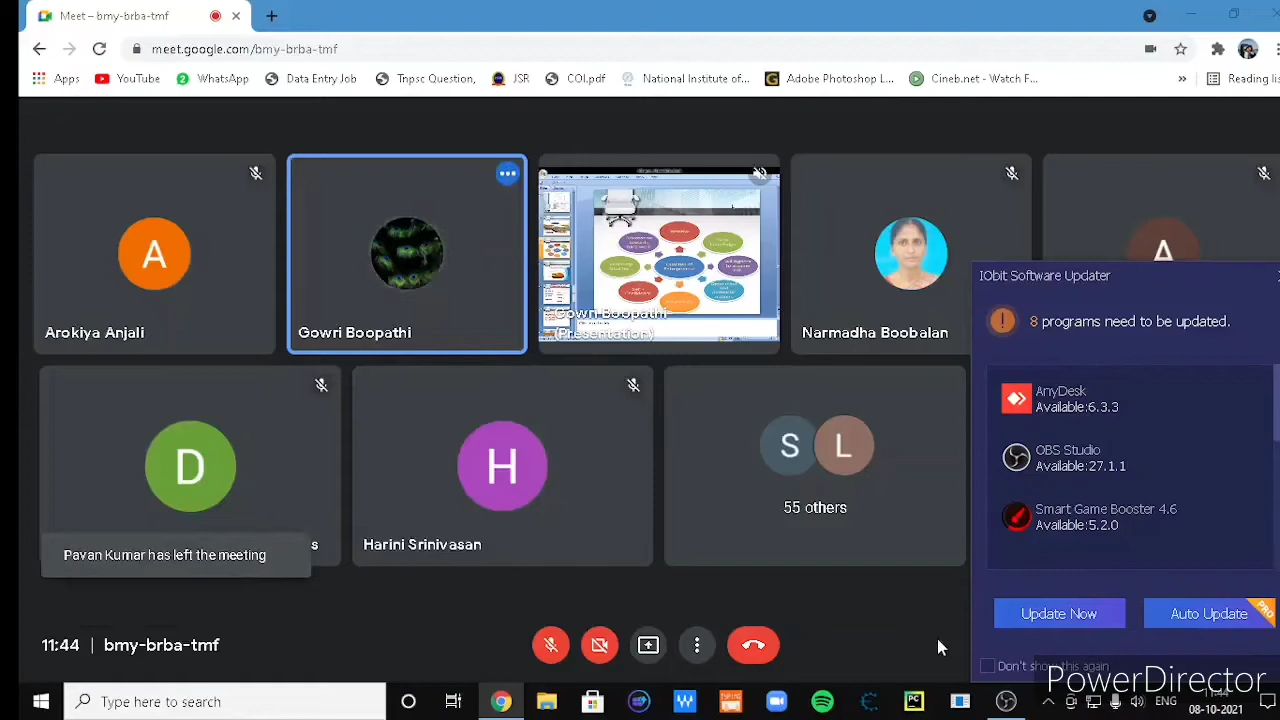 Meet – bmy-brba-tmf
meet.google.com/bmy-brba-tmf
Apps YouTube WhatsApp Data Entry Job Tnpsc Question, JSR COI.pdf National Institute of... Adobe Photoshop L... Cineb.net - Watch F... » Reading lis
A
Arokiya Anjali
Gowri Boopathi
Gowri Boopathi
(Presentation)
Narmadha Boobalan
A
IObit Software Updater
8 programs need to be updated.
AnyDesk
Available:6.3.3
OBS Studio
Available:27.1.1
Smart Game Booster 4.6
Available:5.2.0
Update Now
Auto Update
PRO
Don't show this again
D
s
Pavan Kumar has left the meeting
H
Harini Srinivasan
S L
55 others
11:44 | bmy-brba-tmf
PowerDirector
Type here to search
ENG
11:44
08-10-2021